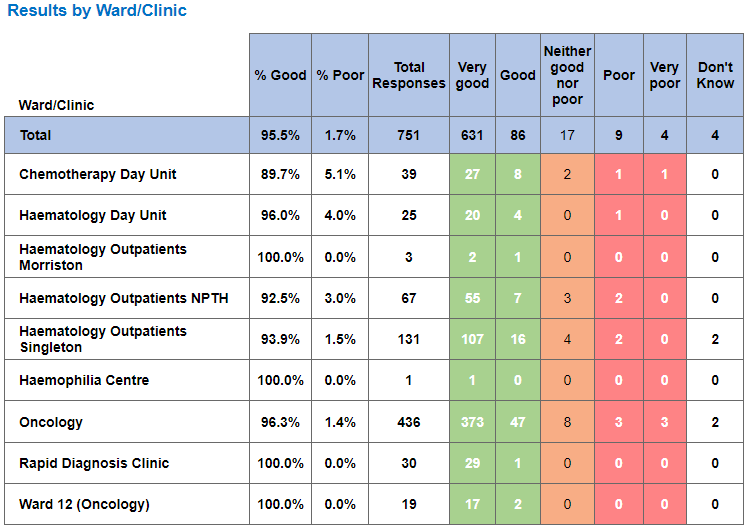 Results by Ward/Clinic
Ward/Clinic % Good % Poor Total Responses Very good Good Neither good nor poor Poor Very poor Don't Know
Total 95.5% 1.7% 751 631 86 17 9 4 4
Chemotherapy Day Unit 89.7% 5.1% 39 27 8 2 1 1 0
Haematology Day Unit 96.0% 4.0% 25 20 4 0 1 0 0
Haematology Outpatients Morriston 100.0% 0.0% 3 2 1 0 0 0 0
Haematology Outpatients NPTH 92.5% 3.0% 67 55 7 3 2 0 0
Haematology Outpatients Singleton 93.9% 1.5% 131 107 16 4 2 0 2
Haemophilia Centre 100.0% 0.0% 1 1 0 0 0 0 0
Oncology 96.3% 1.4% 436 373 47 8 3 3 2
Rapid Diagnosis Clinic 100.0% 0.0% 30 29 1 0 0 0 0
Ward 12 (Oncology) 100.0% 0.0% 19 17 2 0 0 0 0